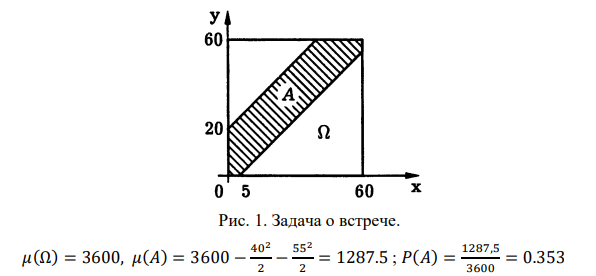 y
60
A
20
Ω
0 5 60 x
Рис. 1. Задача о встрече.
𝜇(Ω) = 3600, 𝜇(A) = 3600 − 40²/2 − 55²/2 = 1287.5 ; P(A) = 1287,5/3600 = 0.353